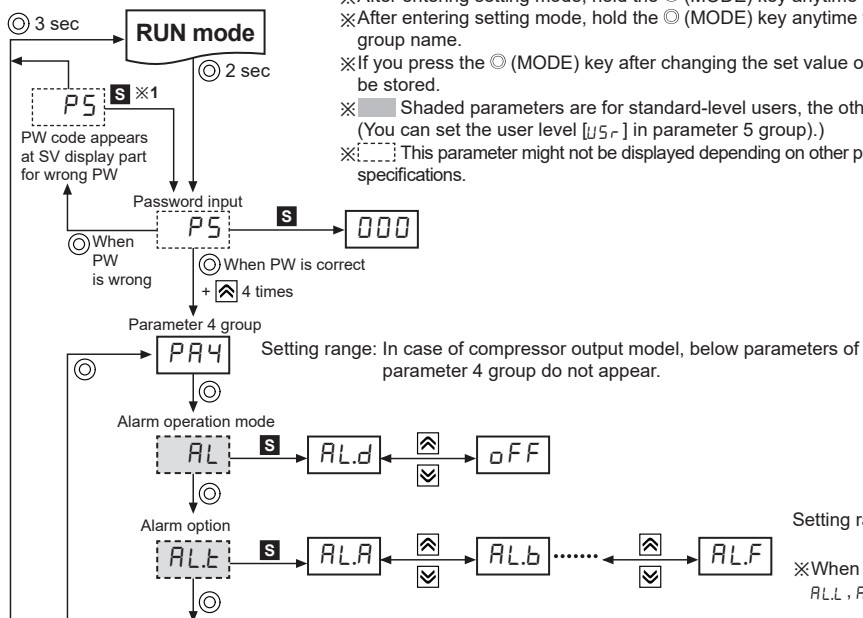 ※After entering setting mode, hold the ◎ (MODE) key anytime
◎ 3 sec
RUN mode
※After entering setting mode, hold the ◎ (MODE) key anytime
group name.
◎ 2 sec
※If you press the ◎ (MODE) key after changing the set value o
be stored.
PS
S ※1
※ Shaded parameters are for standard-level users, the oth
(You can set the user level [USr] in parameter 5 group).)
PW code appears
at SV display part
for wrong PW
※ This parameter might not be displayed depending on other p
specifications.
Password input
PS
S
000
◎ When
PW
is wrong
◎ When PW is correct
+ 4 times
Parameter 4 group
PA4
Setting range: In case of compressor output model, below parameters of
parameter 4 group do not appear.
◎
◎
Alarm operation mode
AL
S
AL.d
oFF
◎
Alarm option
AL.t
S
AL.A
AL.b
·······
AL.F
Setting ra
※When
AL.L, A
◎